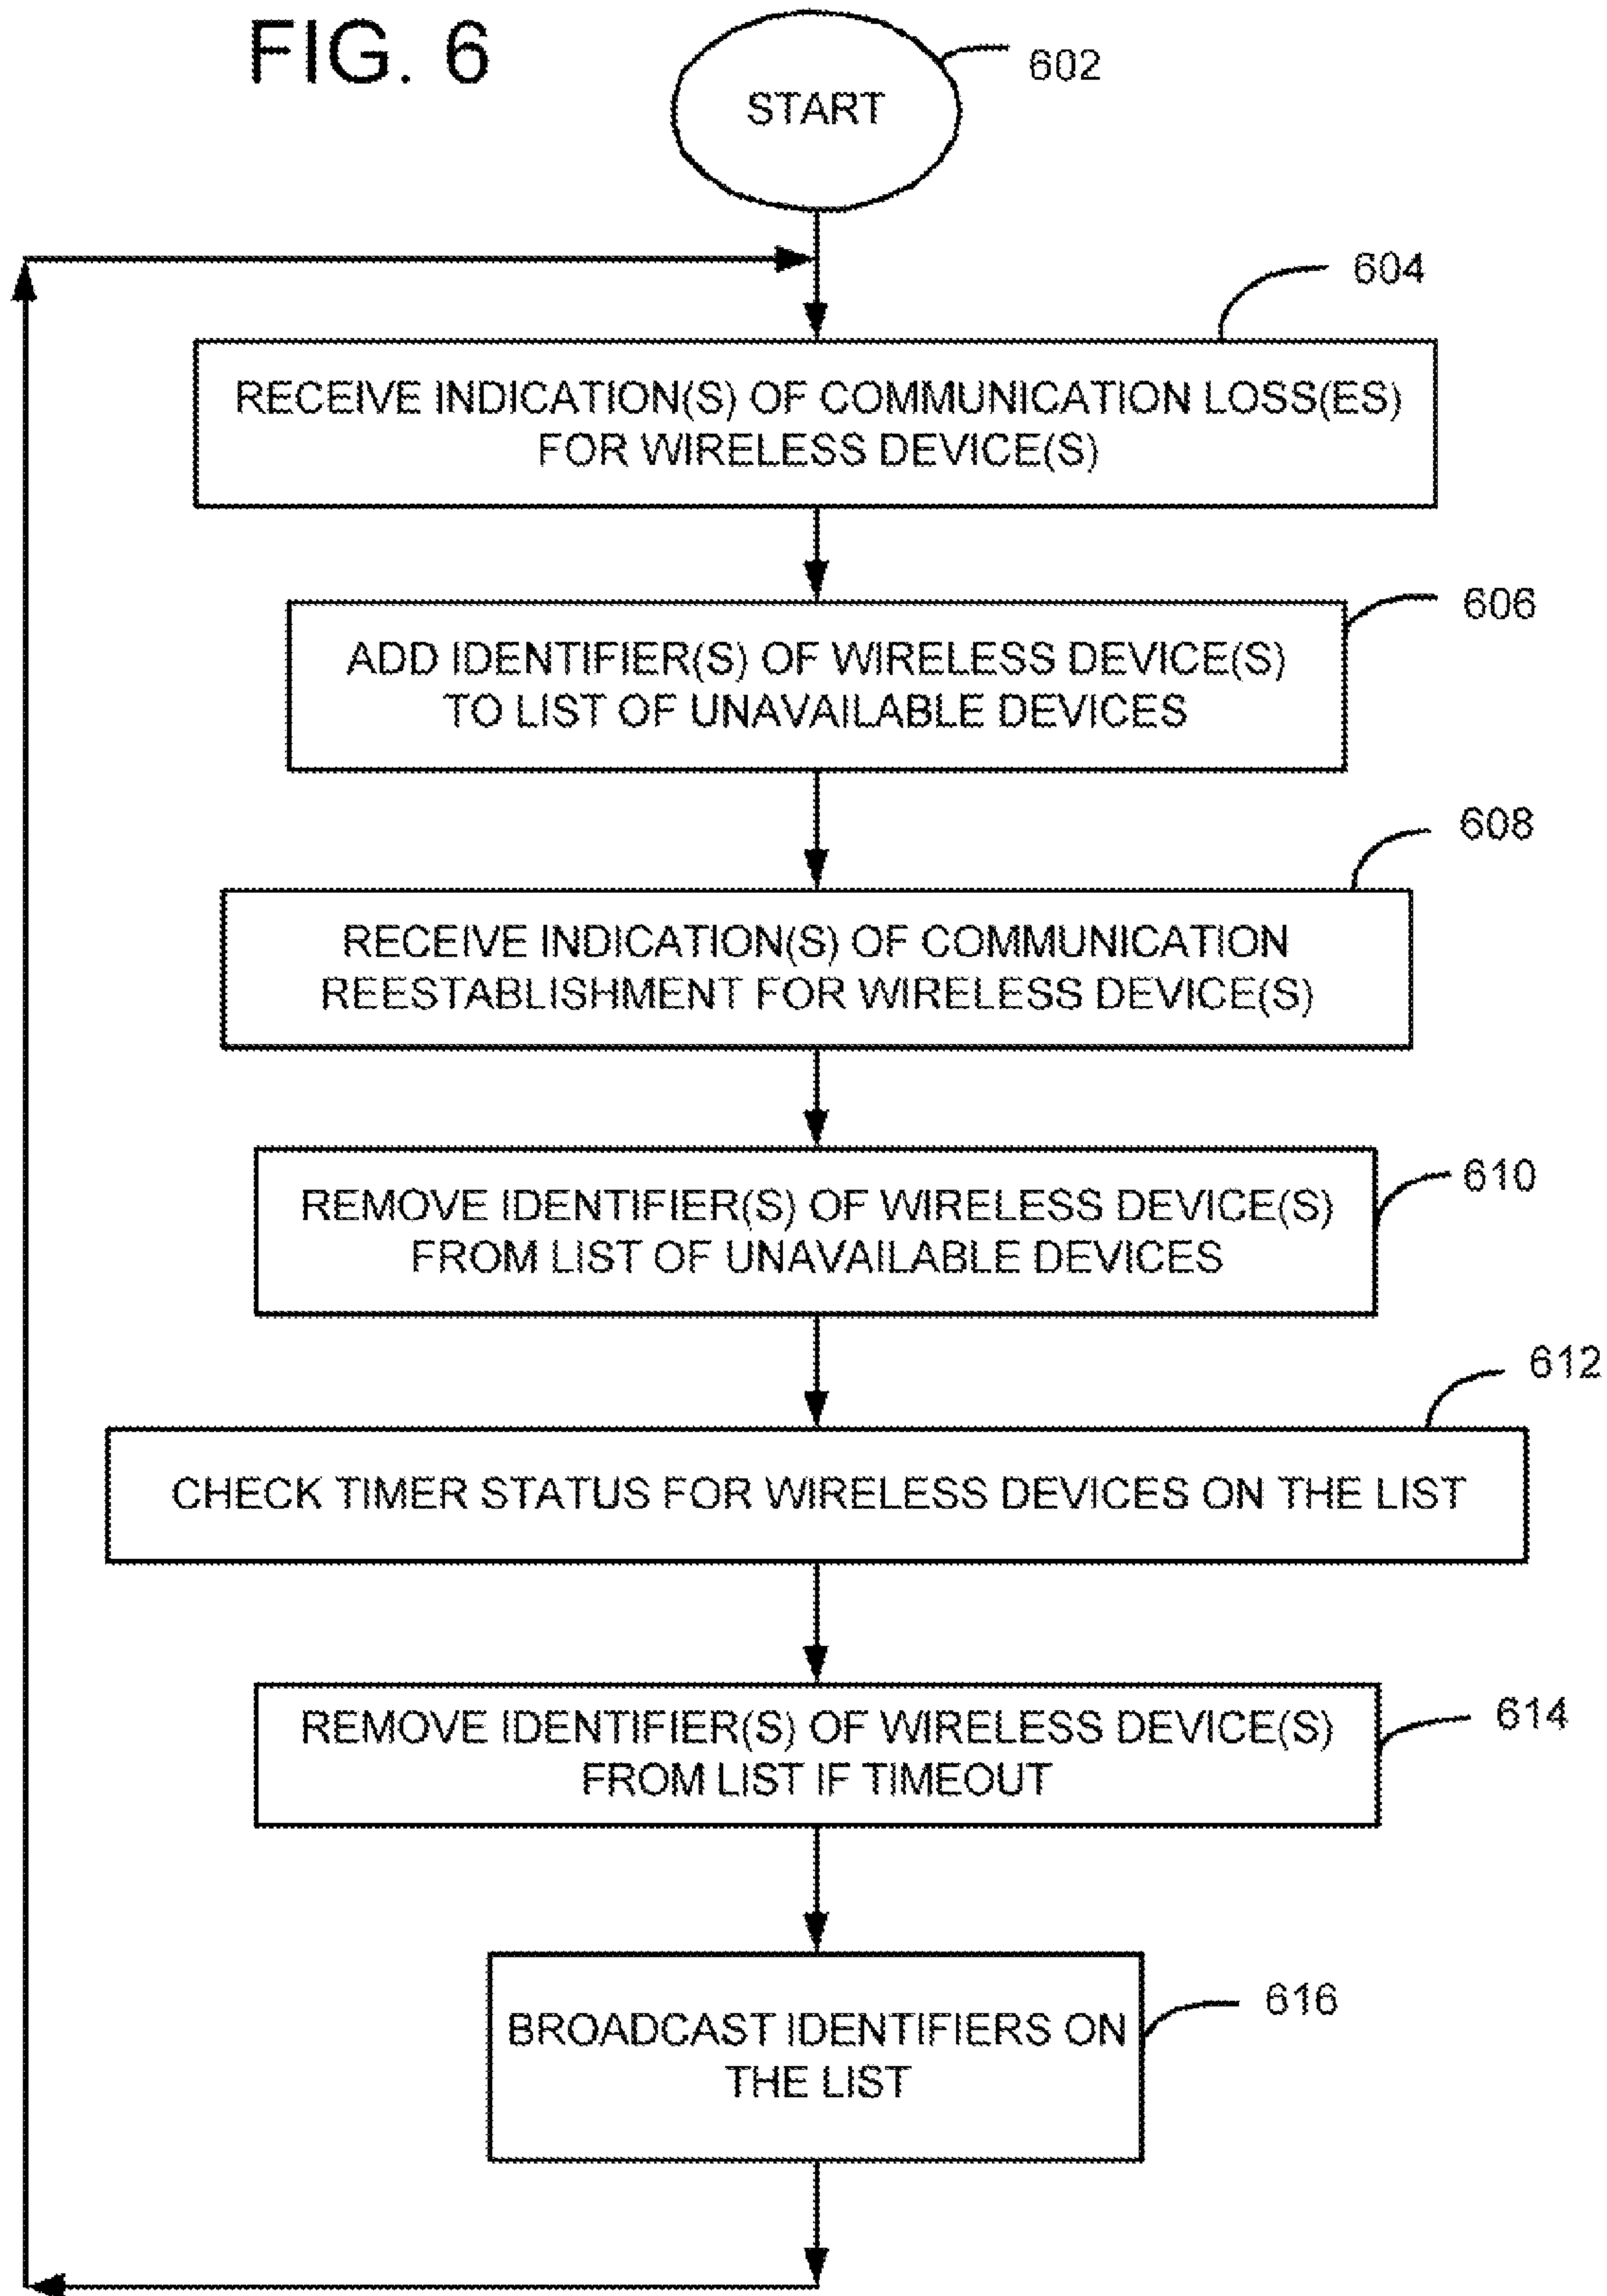 FIG. 6
START
602
604
RECEIVE INDICATION(S) OF COMMUNICATION LOSS(ES)
FOR WIRELESS DEVICE(S)
606
ADD IDENTIFIER(S) OF WIRELESS DEVICE(S)
TO LIST OF UNAVAILABLE DEVICES
608
RECEIVE INDICATION(S) OF COMMUNICATION
REESTABLISHMENT FOR WIRELESS DEVICE(S)
610
REMOVE IDENTIFIER(S) OF WIRELESS DEVICE(S)
FROM LIST OF UNAVAILABLE DEVICES
612
CHECK TIMER STATUS FOR WIRELESS DEVICES ON THE LIST
614
REMOVE IDENTIFIER(S) OF WIRELESS DEVICE(S)
FROM LIST IF TIMEOUT
616
BROADCAST IDENTIFIERS ON
THE LIST